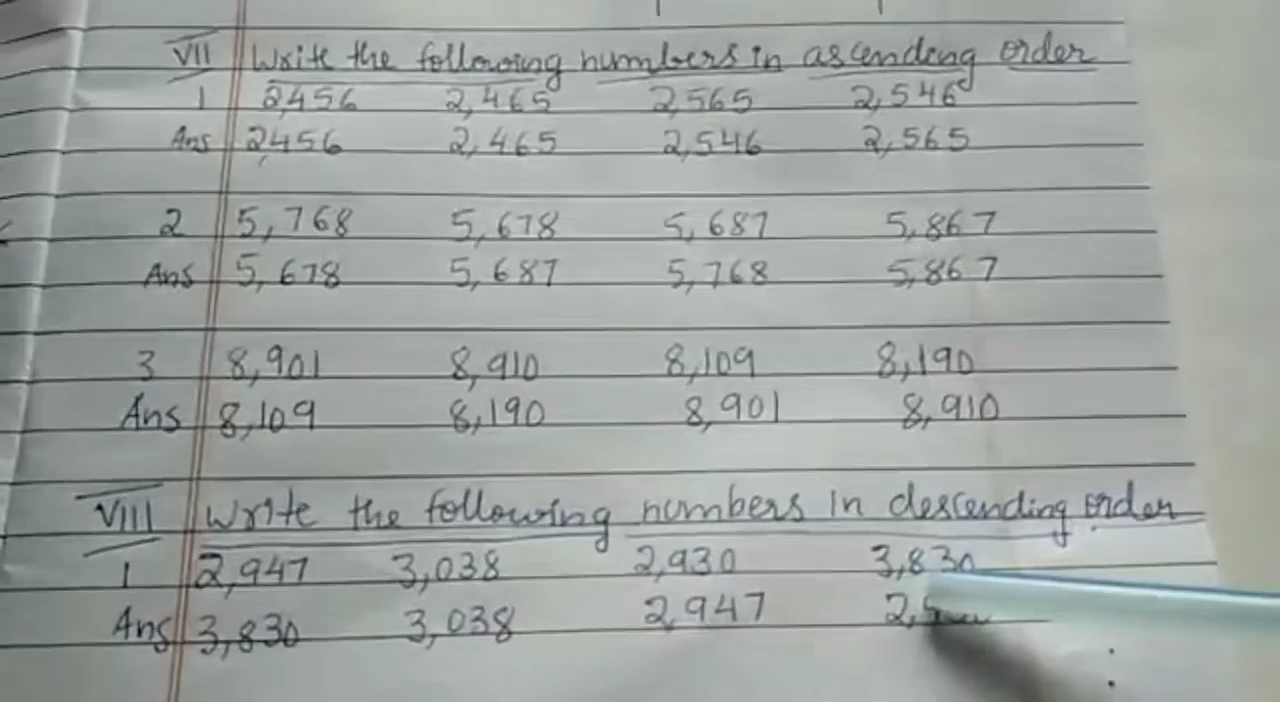 VII Write the following numbers in ascending order
1 2456 2,465 2,565 2,546
Ans 2456 2,465 2,546 2,565
2 5,768 5,678 5,687 5,867
Ans 5,678 5,687 5,768 5,867
3 8,901 8,910 8,109 8,190
Ans 8,109 8,190 8,901 8,910
VIII Write the following numbers in descending order
1 2,947 3,038 2,930 3,830
Ans 3,830 3,038 2,947